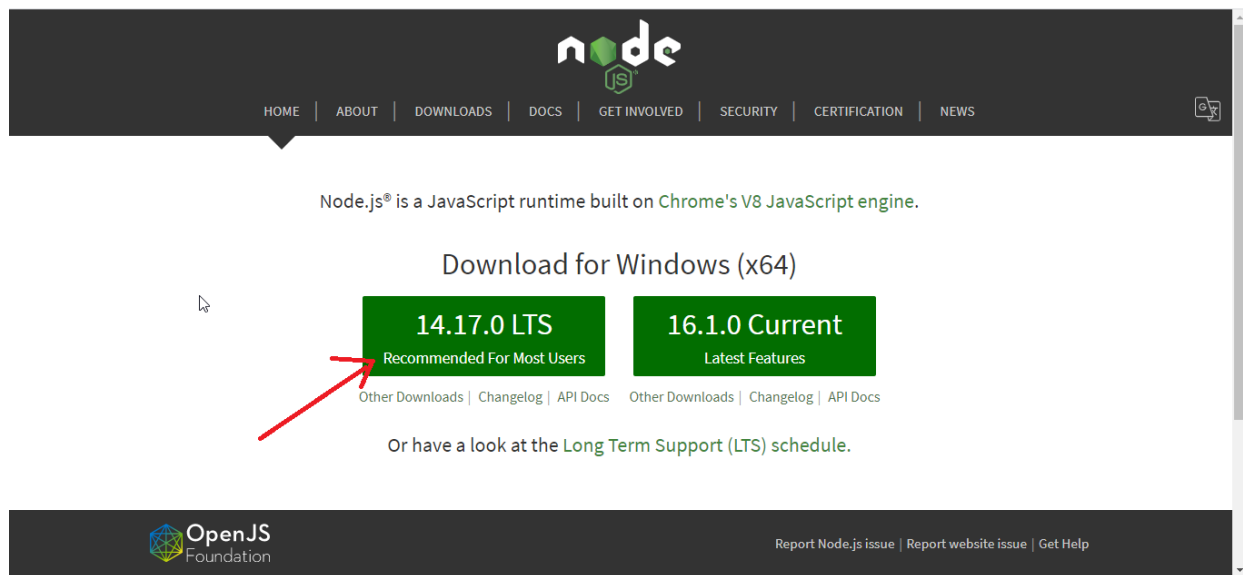 node
JS
HOME | ABOUT | DOWNLOADS | DOCS | GET INVOLVED | SECURITY | CERTIFICATION | NEWS
Node.js® is a JavaScript runtime built on Chrome's V8 JavaScript engine.
Download for Windows (x64)
14.17.0 LTS
Recommended For Most Users
16.1.0 Current
Latest Features
Other Downloads | Changelog | API Docs
Other Downloads | Changelog | API Docs
Or have a look at the Long Term Support (LTS) schedule.
OpenJS
Foundation
Report Node.js issue | Report website issue | Get Help